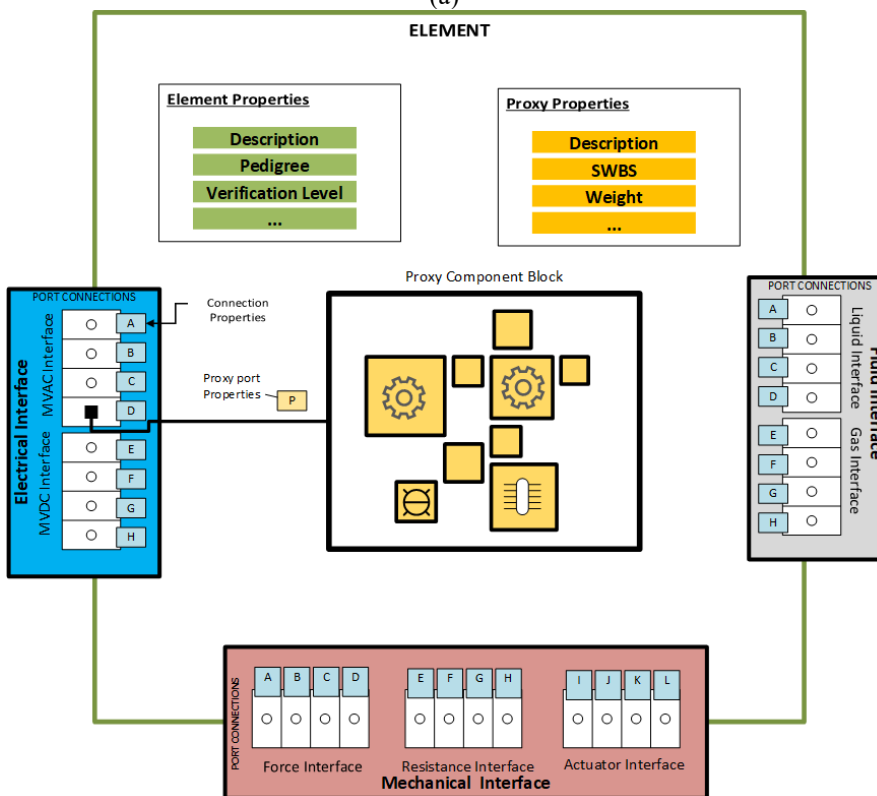 (a)
ELEMENT
Element Properties
Description
Pedigree
Verification Level
...
Proxy Properties
Description
SWBS
Weight
...
Proxy Component Block
PORT CONNECTIONS
Connection
Properties
Proxy port
Properties
P
Electrical Interface
MVAC Interface
A
B
C
D
MVDC Interface
E
F
G
H
PORT CONNECTIONS
A
B
C
D
Liquid Interface
E
F
G
H
Gas Interface
Fluid Interface
PORT CONNECTIONS
A B C D
Force Interface
E F G H
Resistance Interface
I J K L
Actuator Interface
Mechanical Interface